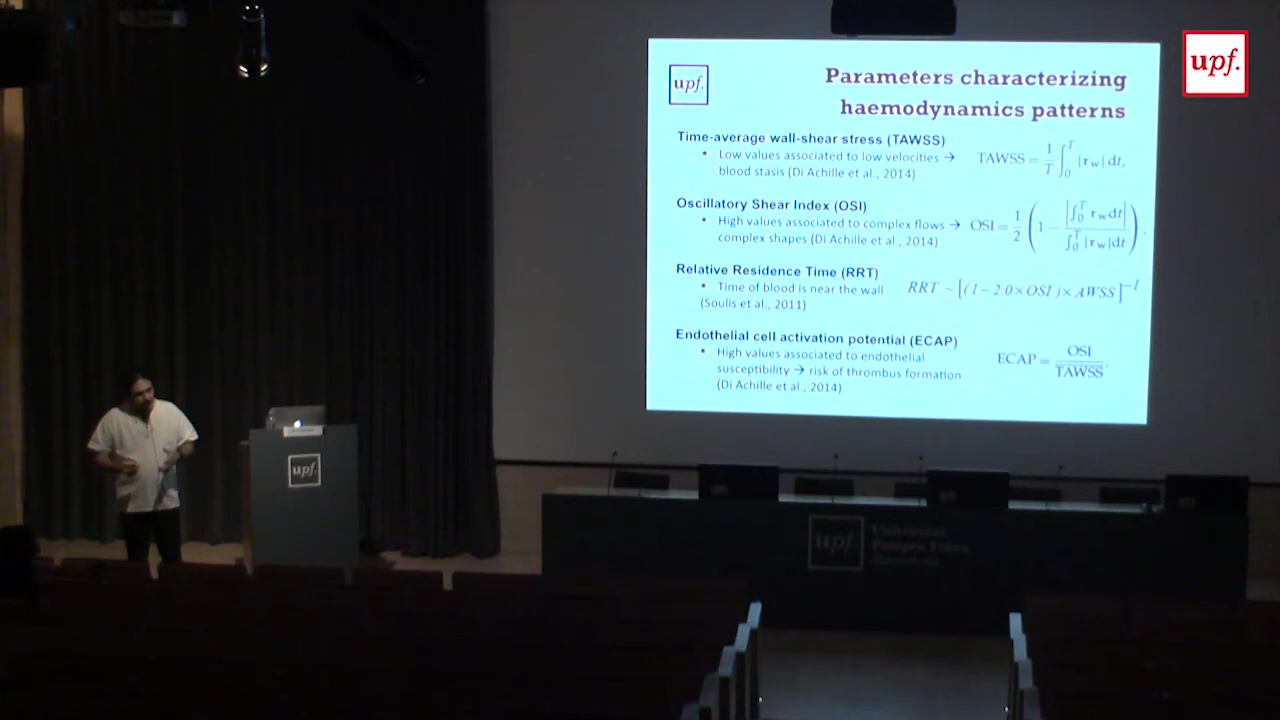 upf.
upf.
Parameters characterizing
haemodynamics patterns
Time-average wall-shear stress (TAWSS)
• Low values associated to low velocities →
blood stasis (Di Achille et al., 2014)
TAWSS = 1/T ∫₀ᵀ |τw| dt,
Oscillatory Shear Index (OSI)
• High values associated to complex flows →
complex shapes (Di Achille et al., 2014)
OSI = 1/2 (1 − |∫₀ᵀ τw dt| / ∫₀ᵀ |τw| dt).
Relative Residence Time (RRT)
• Time of blood is near the wall
(Soulis et al., 2011)
RRT ~ [(1−2.0×OSI)×AWSS]⁻¹
Endothelial cell activation potential (ECAP)
• High values associated to endothelial
susceptibility → risk of thrombus formation
(Di Achille et al., 2014)
ECAP = OSI / TAWSS.
upf.
upf.
Universitat
Pompeu Fabra
Barcelona